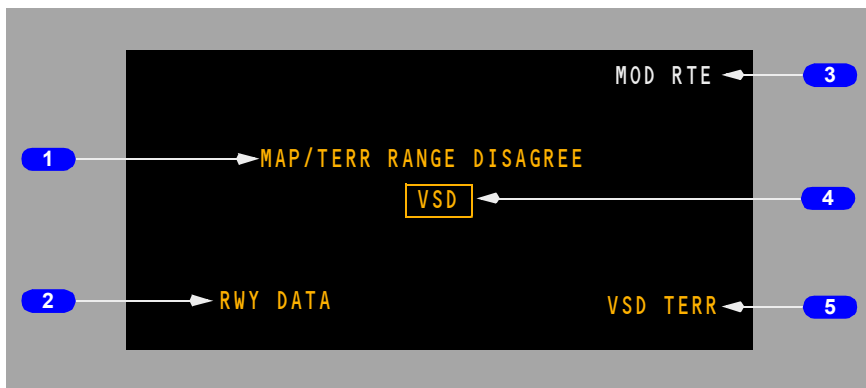 MOD RTE 3
1 MAP/TERR RANGE DISAGREE
VSD 4
2 RWY DATA VSD TERR 5